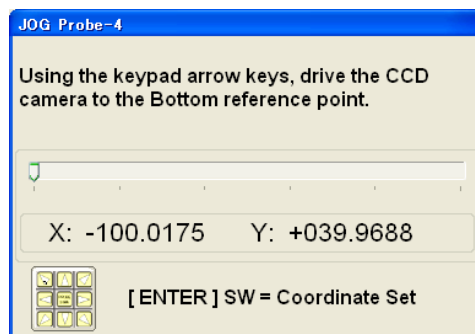 JOG Probe-4
Using the keypad arrow keys, drive the CCD
camera to the Bottom reference point.
X: -100.0175 Y: +039.9688
[ ENTER ] SW = Coordinate Set